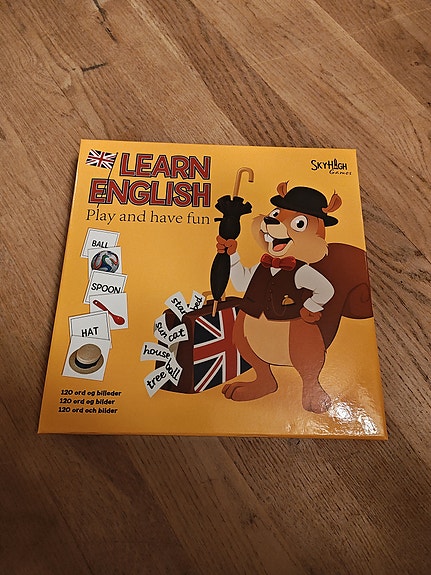 LEARN
ENGLISH
Play and have fun
SKYHIGH
Games
BALL
SPOON
HAT
star
bed
sun
cat
house
ball
tree
120 ord og billeder
120 ord og bilder
120 ord och bilder